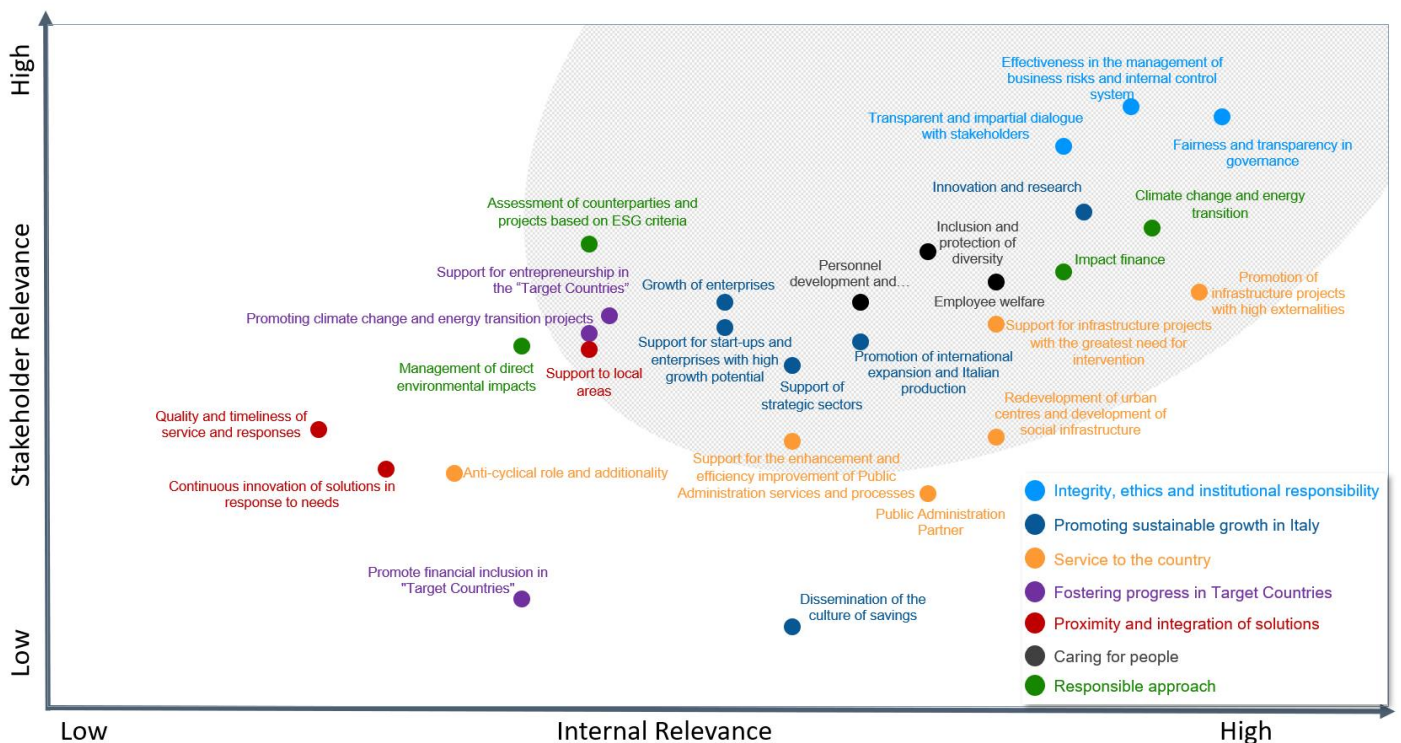 High
Stakeholder Relevance
Low
Low
Internal Relevance
High
Effectiveness in the management of
business risks and internal control
system
Transparent and impartial dialogue
with stakeholders
Fairness and transparency in
governance
Innovation and research
Climate change and energy
transition
Assessment of counterparties and
projects based on ESG criteria
Inclusion and
protection of
diversity
Impact finance
Support for entrepreneurship in
the "Target Countries"
Growth of enterprises
Personnel
development and...
Employee welfare
Promotion of
infrastructure projects
with high externalities
Promoting climate change and energy transition projects
Support for infrastructure projects
with the greatest need for
intervention
Management of direct
environmental impacts
Support to local
areas
Support for start-ups and
enterprises with high
growth potential
Support of
strategic sectors
Promotion of international
expansion and Italian
production
Redevelopment of urban
centres and development of
social infrastructure
Quality and timeliness of
service and responses
Continuous innovation of solutions in
response to needs
Anti-cyclical role and additionality
Support for the enhancement and
efficiency improvement of Public
Administration services and processes
Public Administration
Partner
Promote financial inclusion in
"Target Countries"
Dissemination of the
culture of savings
Integrity, ethics and institutional responsibility
Promoting sustainable growth in Italy
Service to the country
Fostering progress in Target Countries
Proximity and integration of solutions
Caring for people
Responsible approach